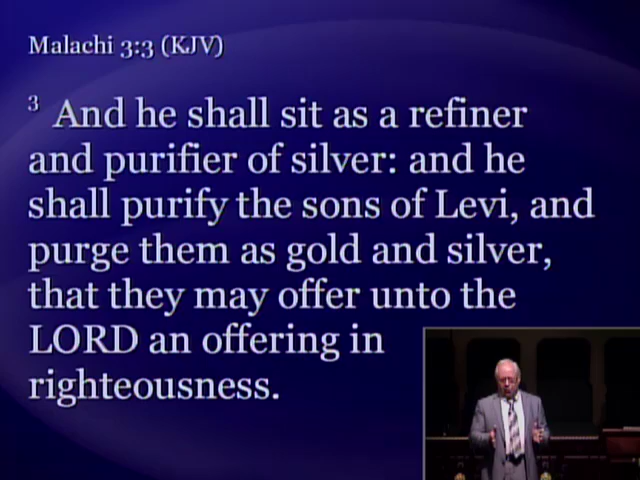 Malachi 3:3 (KJV)
3 And he shall sit as a refiner
and purifier of silver: and he
shall purify the sons of Levi, and
purge them as gold and silver,
that they may offer unto the
LORD an offering in
righteousness.